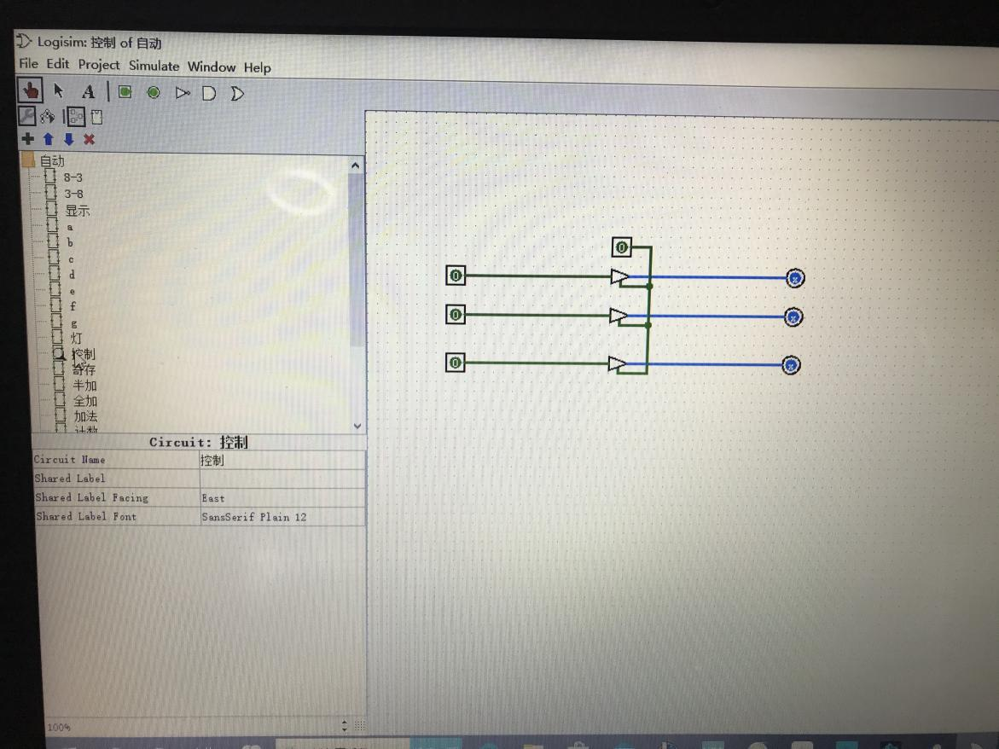 Logisim: 控制 of 自动
File Edit Project Simulate Window Help
A
自动
8-3
3-8
显示
a
b
c
d
e
f
g
灯
控制
寄存
半加
全加
加法
计数
Circuit: 控制
Circuit Name 控制
Shared Label
Shared Label Facing East
Shared Label Font SansSerif Plain 12
100%
0
0 x
0 x
0 x